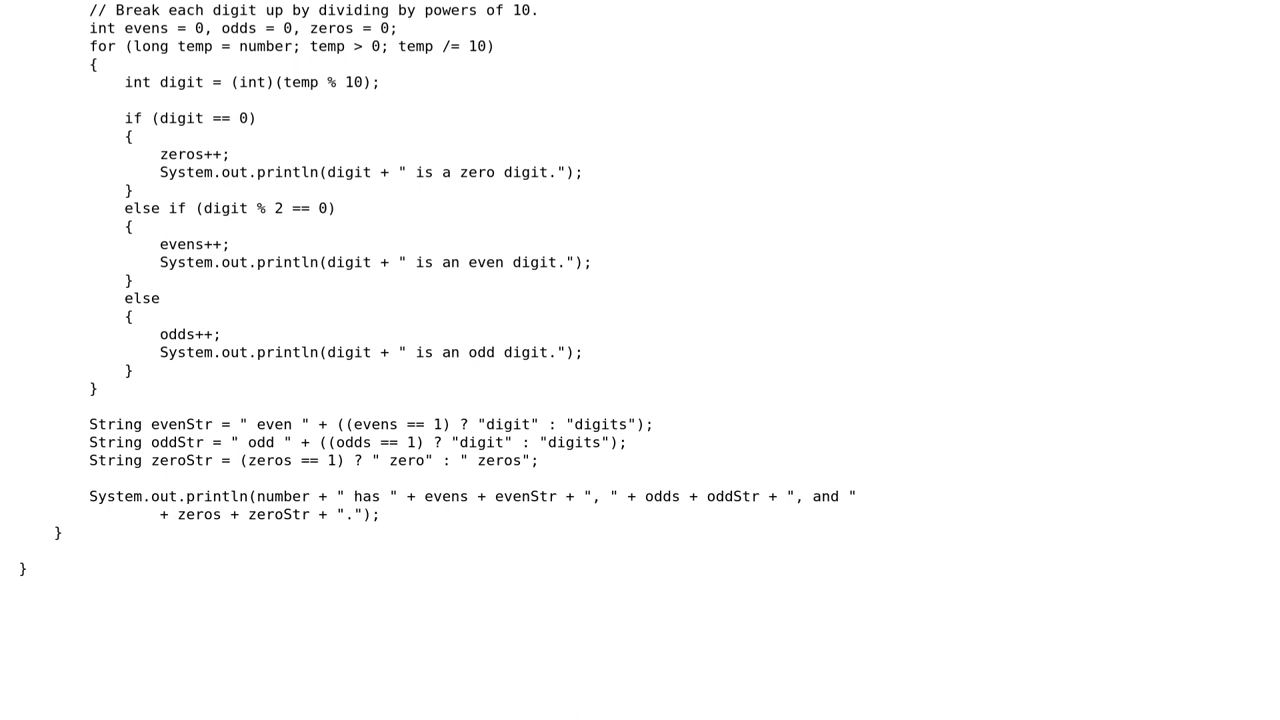 // Break each digit up by dividing by powers of 10.
int evens = 0, odds = 0, zeros = 0;
for (long temp = number; temp > 0; temp /= 10)
{
int digit = (int)(temp % 10);
if (digit == 0)
{
zeros++;
System.out.println(digit + " is a zero digit.");
}
else if (digit % 2 == 0)
{
evens++;
System.out.println(digit + " is an even digit.");
}
else
{
odds++;
System.out.println(digit + " is an odd digit.");
}
}
String evenStr = " even " + ((evens == 1) ? "digit" : "digits");
String oddStr = " odd " + ((odds == 1) ? "digit" : "digits");
String zeroStr = (zeros == 1) ? " zero" : " zeros";
System.out.println(number + " has " + evens + evenStr + ", " + odds + oddStr + ", and "
+ zeros + zeroStr + ".");
}
}